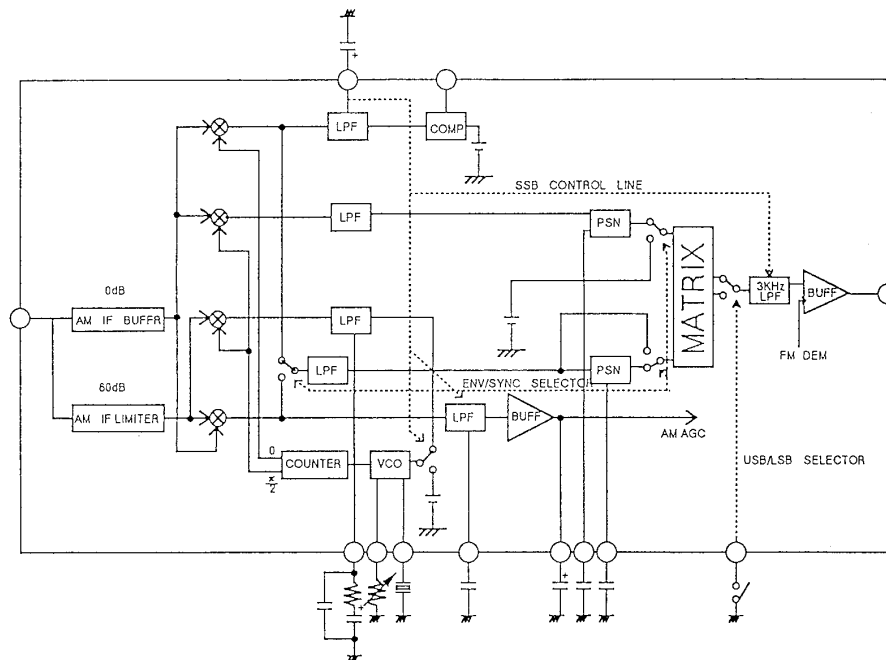 LPF
COMP
SSB CONTROL LINE
LPF
PSN
MATRIX
0dB
3KHz
LPF
BUFF
AM IF BUFFR
LPF
FM DEM
LPF
PSN
ENV/SYNC SELECTOR
60dB
AM IF LIMITER
LPF
BUFF
AM AGC
0
COUNTER
VCO
USB/LSB SELECTOR
π/2